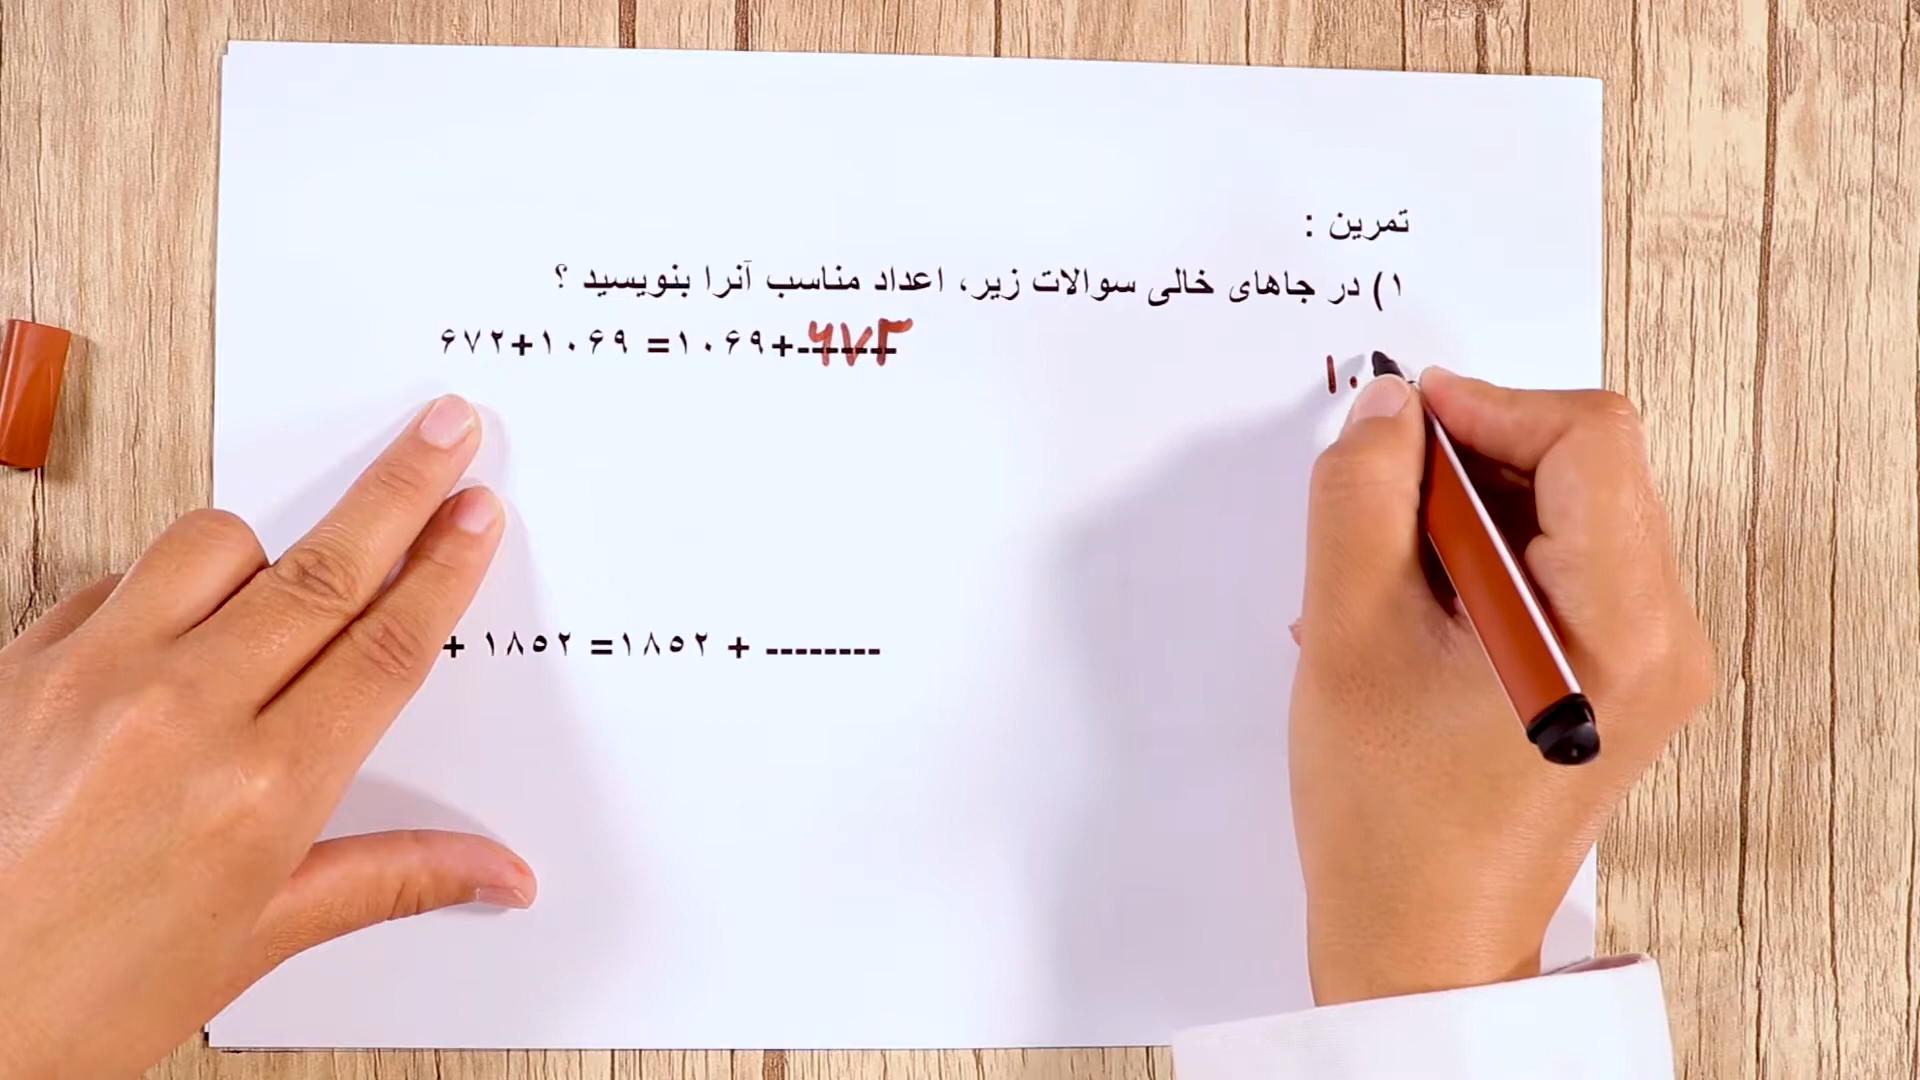 تمرین :
۱) در جاهای خالی سوالات زیر، اعداد مناسب آنرا بنویسید ؟
۶۷۲+۱۰۶۹ =۱۰۶۹+۶۷۲
۱۰
+ ۱۸۵۲ =۱۸۵۲ + --------